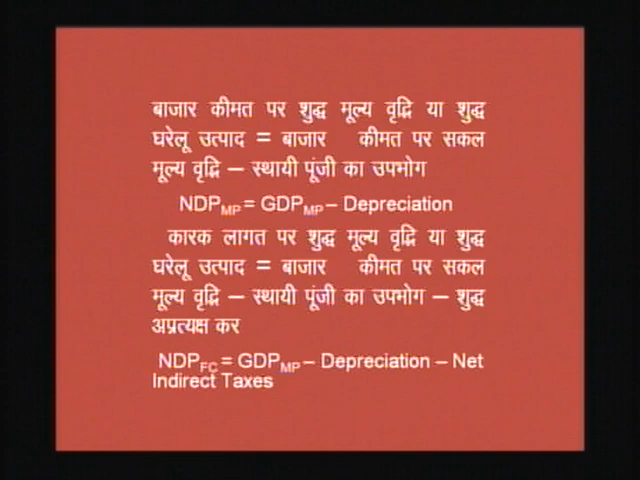 बाजार कीमत पर शुद्ध मूल्य वृद्धि या शुद्ध
घरेलू उत्पाद = बाजार कीमत पर सकल
मूल्य वृद्धि – स्थायी पूंजी का उपभोग
NDPMP = GDPMP – Depreciation
कारक लागत पर शुद्ध मूल्य वृद्धि या शुद्ध
घरेलू उत्पाद = बाजार कीमत पर सकल
मूल्य वृद्धि – स्थायी पूंजी का उपभोग – शुद्ध
अप्रत्यक्ष कर
NDPFC = GDPMP – Depreciation – Net
Indirect Taxes